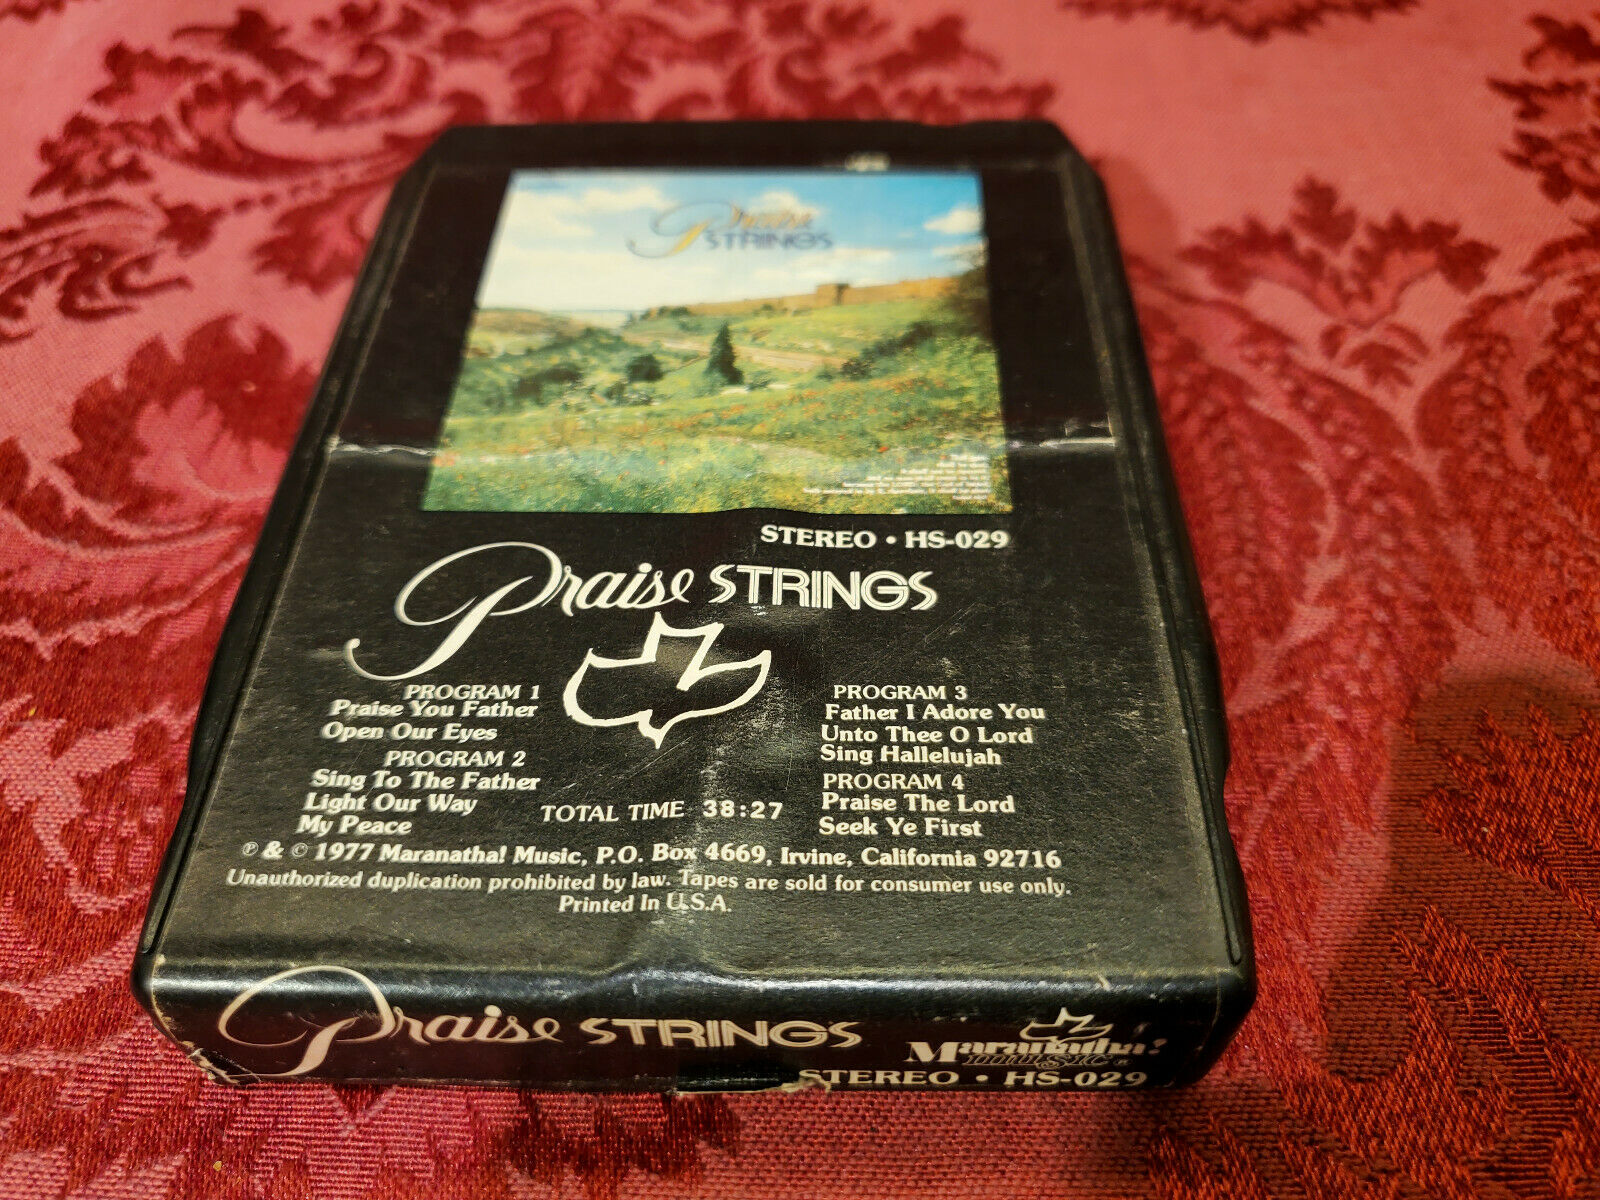 Praise
STRINGS
STEREO • HS-029
Praise STRINGS
PROGRAM 1
Praise You Father
Open Our Eyes
PROGRAM 2
Sing To The Father
Light Our Way
My Peace
TOTAL TIME 38:27
PROGRAM 3
Father I Adore You
Unto Thee O Lord
Sing Hallelujah
PROGRAM 4
Praise The Lord
Seek Ye First
℗ & © 1977 Maranatha! Music, P.O. Box 4669, Irvine, California 92716
Unauthorized duplication prohibited by law. Tapes are sold for consumer use only.
Printed In U.S.A.
Praise STRINGS
Maranatha!
MUSIC
STEREO • HS-029